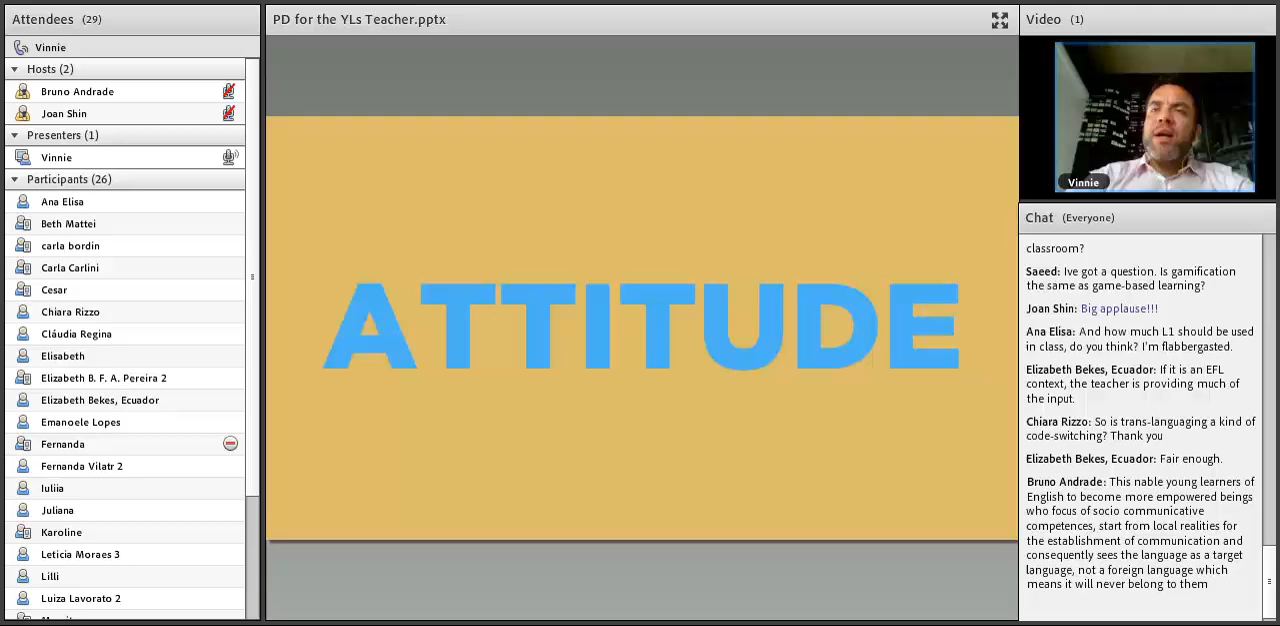 Attendees (29)
Vinnie
Hosts (2)
Bruno Andrade
Joan Shin
Presenters (1)
Vinnie
Participants (26)
Ana Elisa
Beth Mattei
carla bordin
Carla Carlini
Cesar
Chiara Rizzo
Cláudia Regina
Elisabeth
Elizabeth B. F. A. Pereira 2
Elizabeth Bekes, Ecuador
Emanoele Lopes
Fernanda
Fernanda Vilatr 2
Iuliia
Juliana
Karoline
Leticia Moraes 3
Lilli
Luiza Lavorato 2
PD for the YLs Teacher.pptx
ATTITUDE
Video (1)
Vinnie
Chat (Everyone)
classroom?
Saeed: Ive got a question. Is gamification
the same as game-based learning?
Joan Shin: Big applause!!!
Ana Elisa: And how much L1 should be used
in class, do you think? I'm flabbergasted.
Elizabeth Bekes, Ecuador: If it is an EFL
context, the teacher is providing much of
the input.
Chiara Rizzo: So is trans-languaging a kind of
code-switching? Thank you
Elizabeth Bekes, Ecuador: Fair enough.
Bruno Andrade: This nable young learners of
English to become more empowered beings
who focus of socio communicative
competences, start from local realities for
the establishment of communication and
consequently sees the language as a target
language, not a foreign language which
means it will never belong to them